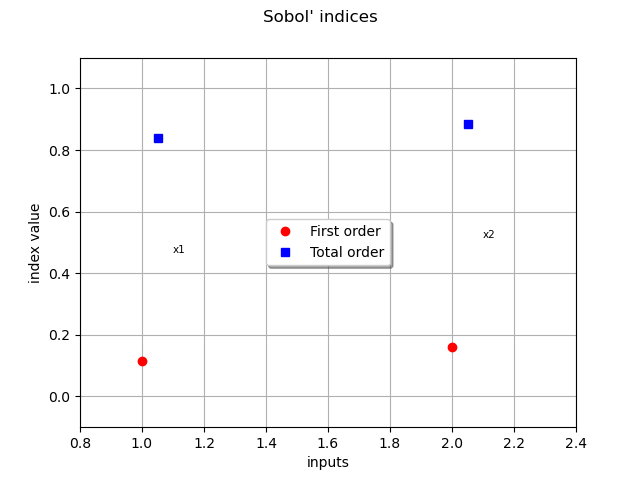 Sobol' indices
1.0
0.8
0.6
0.4
0.2
0.0
index value
x1
x2
First order
Total order
0.8 1.0 1.2 1.4 1.6 1.8 2.0 2.2 2.4
inputs